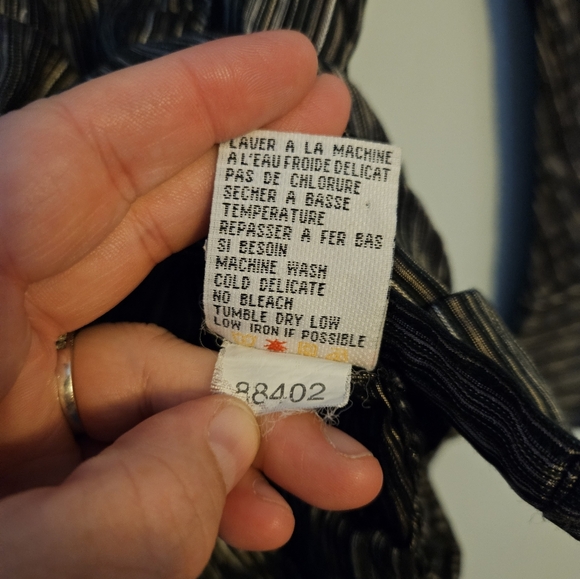 LAVER A LA MACHINE
A L'EAU FROIDE DELICAT
PAS DE CHLORURE
SECHER A BASSE
TEMPERATURE
REPASSER A FER BAS
SI BESOIN
MACHINE WASH
COLD DELICATE
NO BLEACH
TUMBLE DRY LOW
LOW IRON IF POSSIBLE
88402